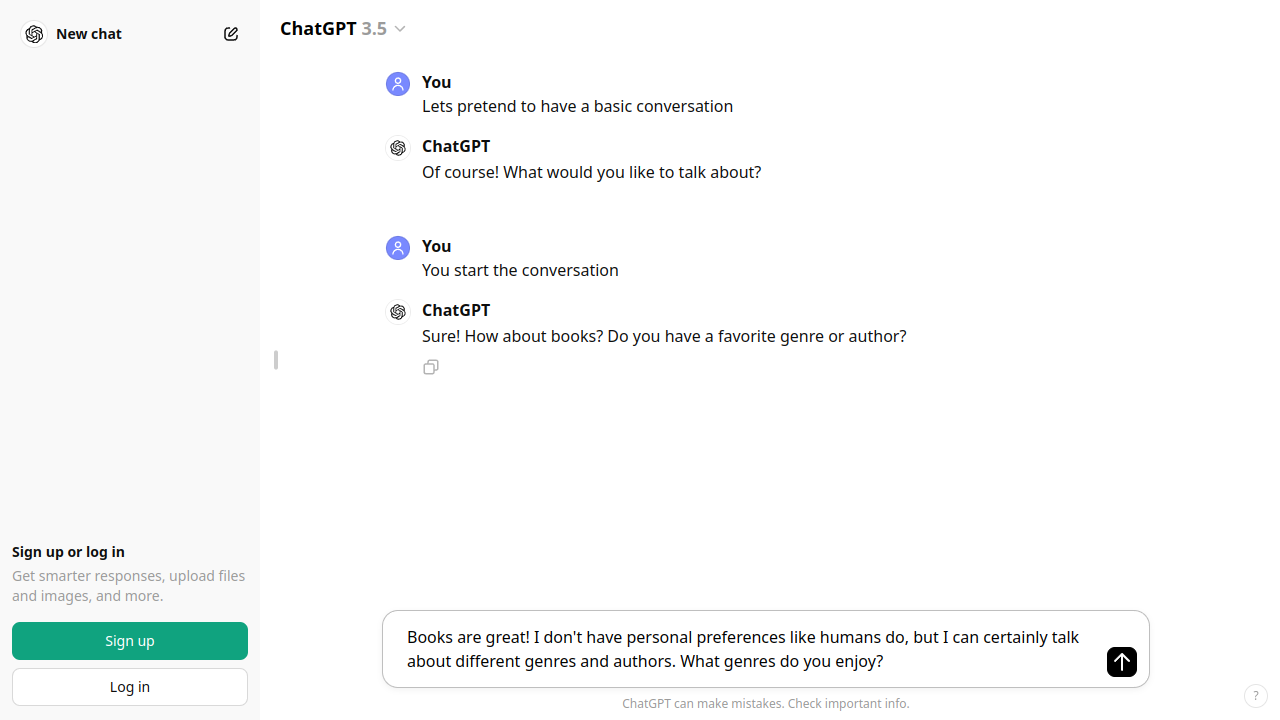 New chat
ChatGPT 3.5
You
Lets pretend to have a basic conversation
ChatGPT
Of course! What would you like to talk about?
You
You start the conversation
ChatGPT
Sure! How about books? Do you have a favorite genre or author?
Sign up or log in
Get smarter responses, upload files
and images, and more.
Sign up
Log in
Books are great! I don't have personal preferences like humans do, but I can certainly talk
about different genres and authors. What genres do you enjoy?
ChatGPT can make mistakes. Check important info.
?